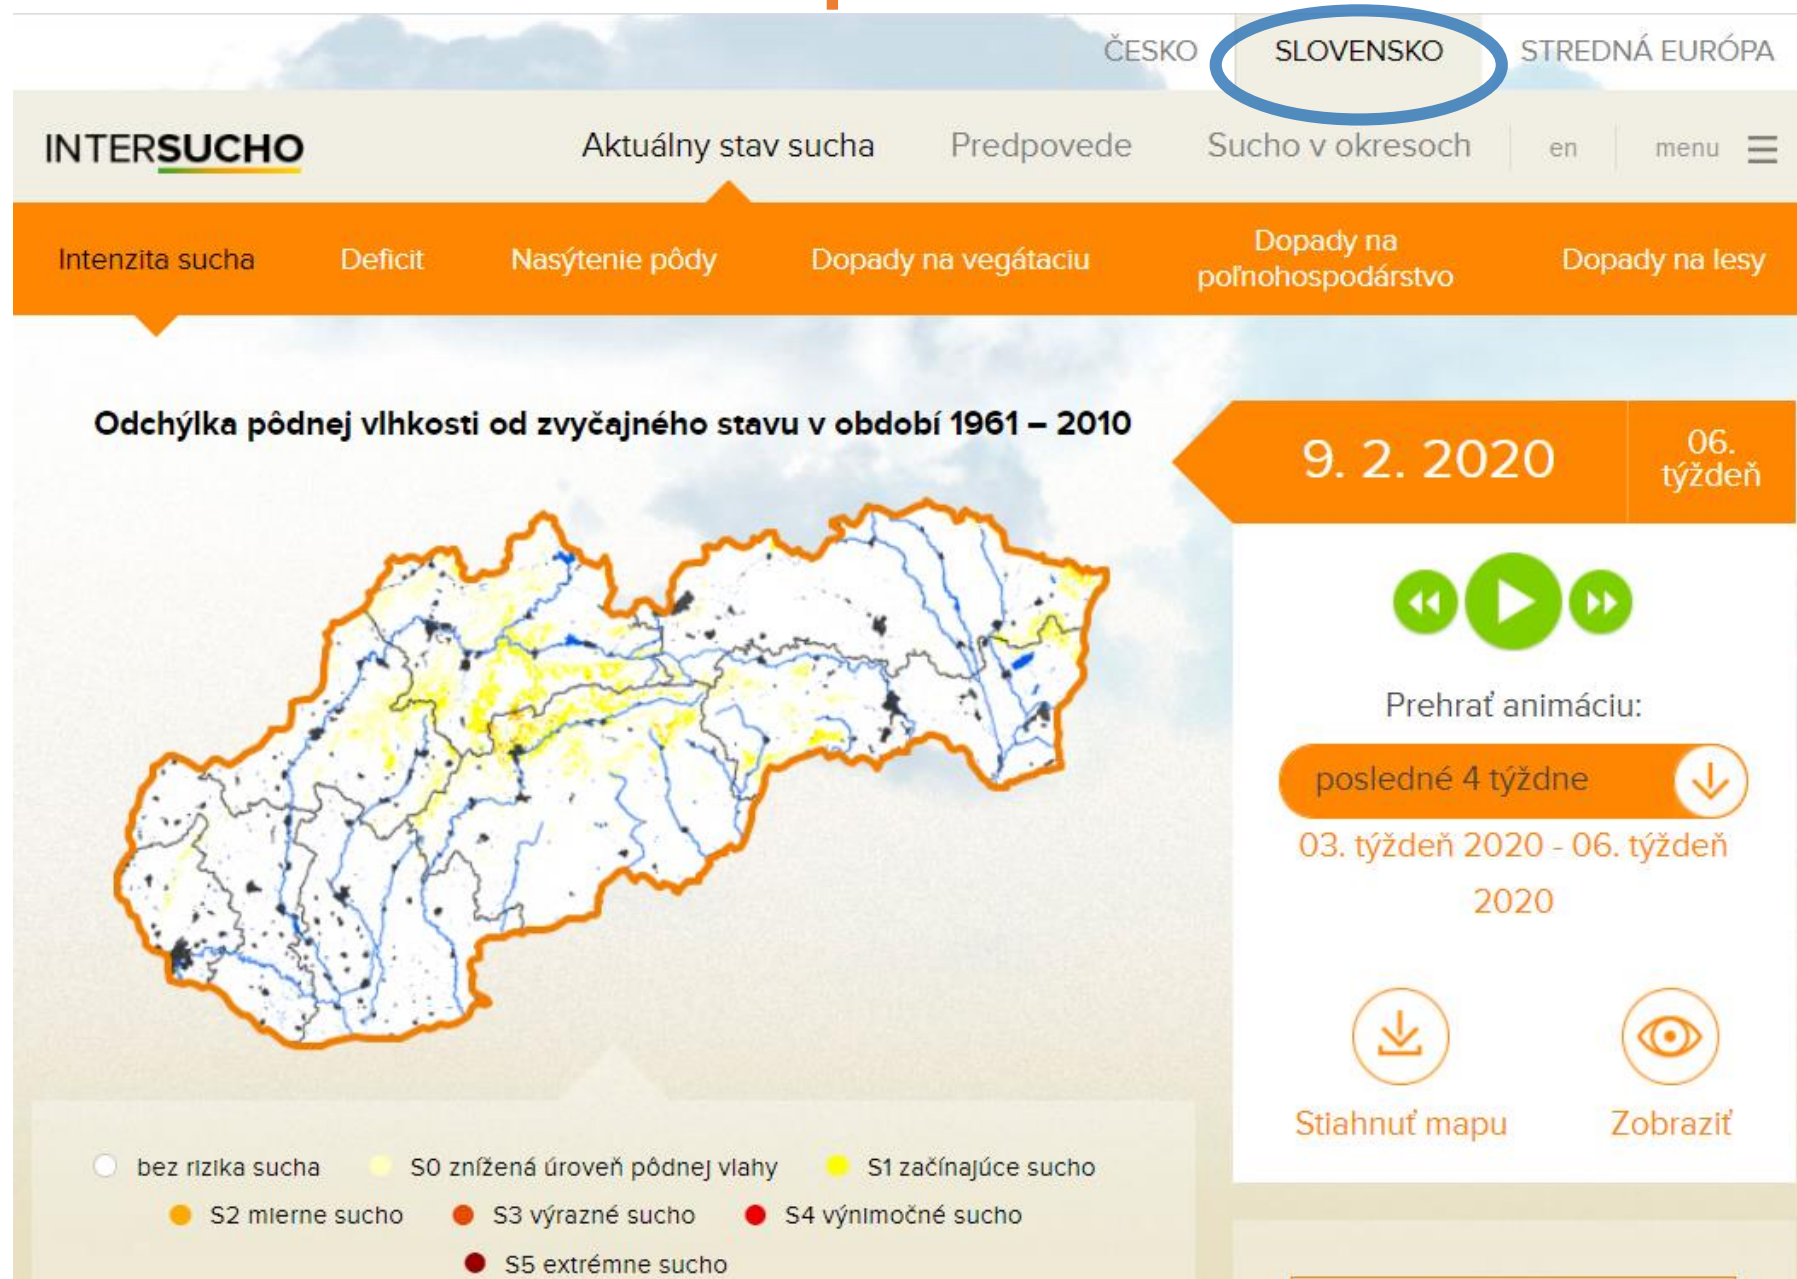 ČESKO SLOVENSKO STREDNÁ EURÓPA
INTERSUCHO Aktuálny stav sucha Predpovede Sucho v okresoch en menu
Intenzita sucha Deficit Nasýtenie pôdy Dopady na vegátaciu Dopady na poľnohospodárstvo Dopady na lesy
Odchýlka pôdnej vlhkosti od zvyčajného stavu v období 1961 – 2010
9. 2. 2020
06.
týždeň
Prehrať animáciu:
posledné 4 týždne
03. týždeň 2020 - 06. týždeň
2020
Stiahnuť mapu Zobraziť
bez rizika sucha S0 znížená úroveň pôdnej vlahy S1 začínajúce sucho
S2 mierne sucho S3 výrazné sucho S4 výnimočné sucho
S5 extrémne sucho